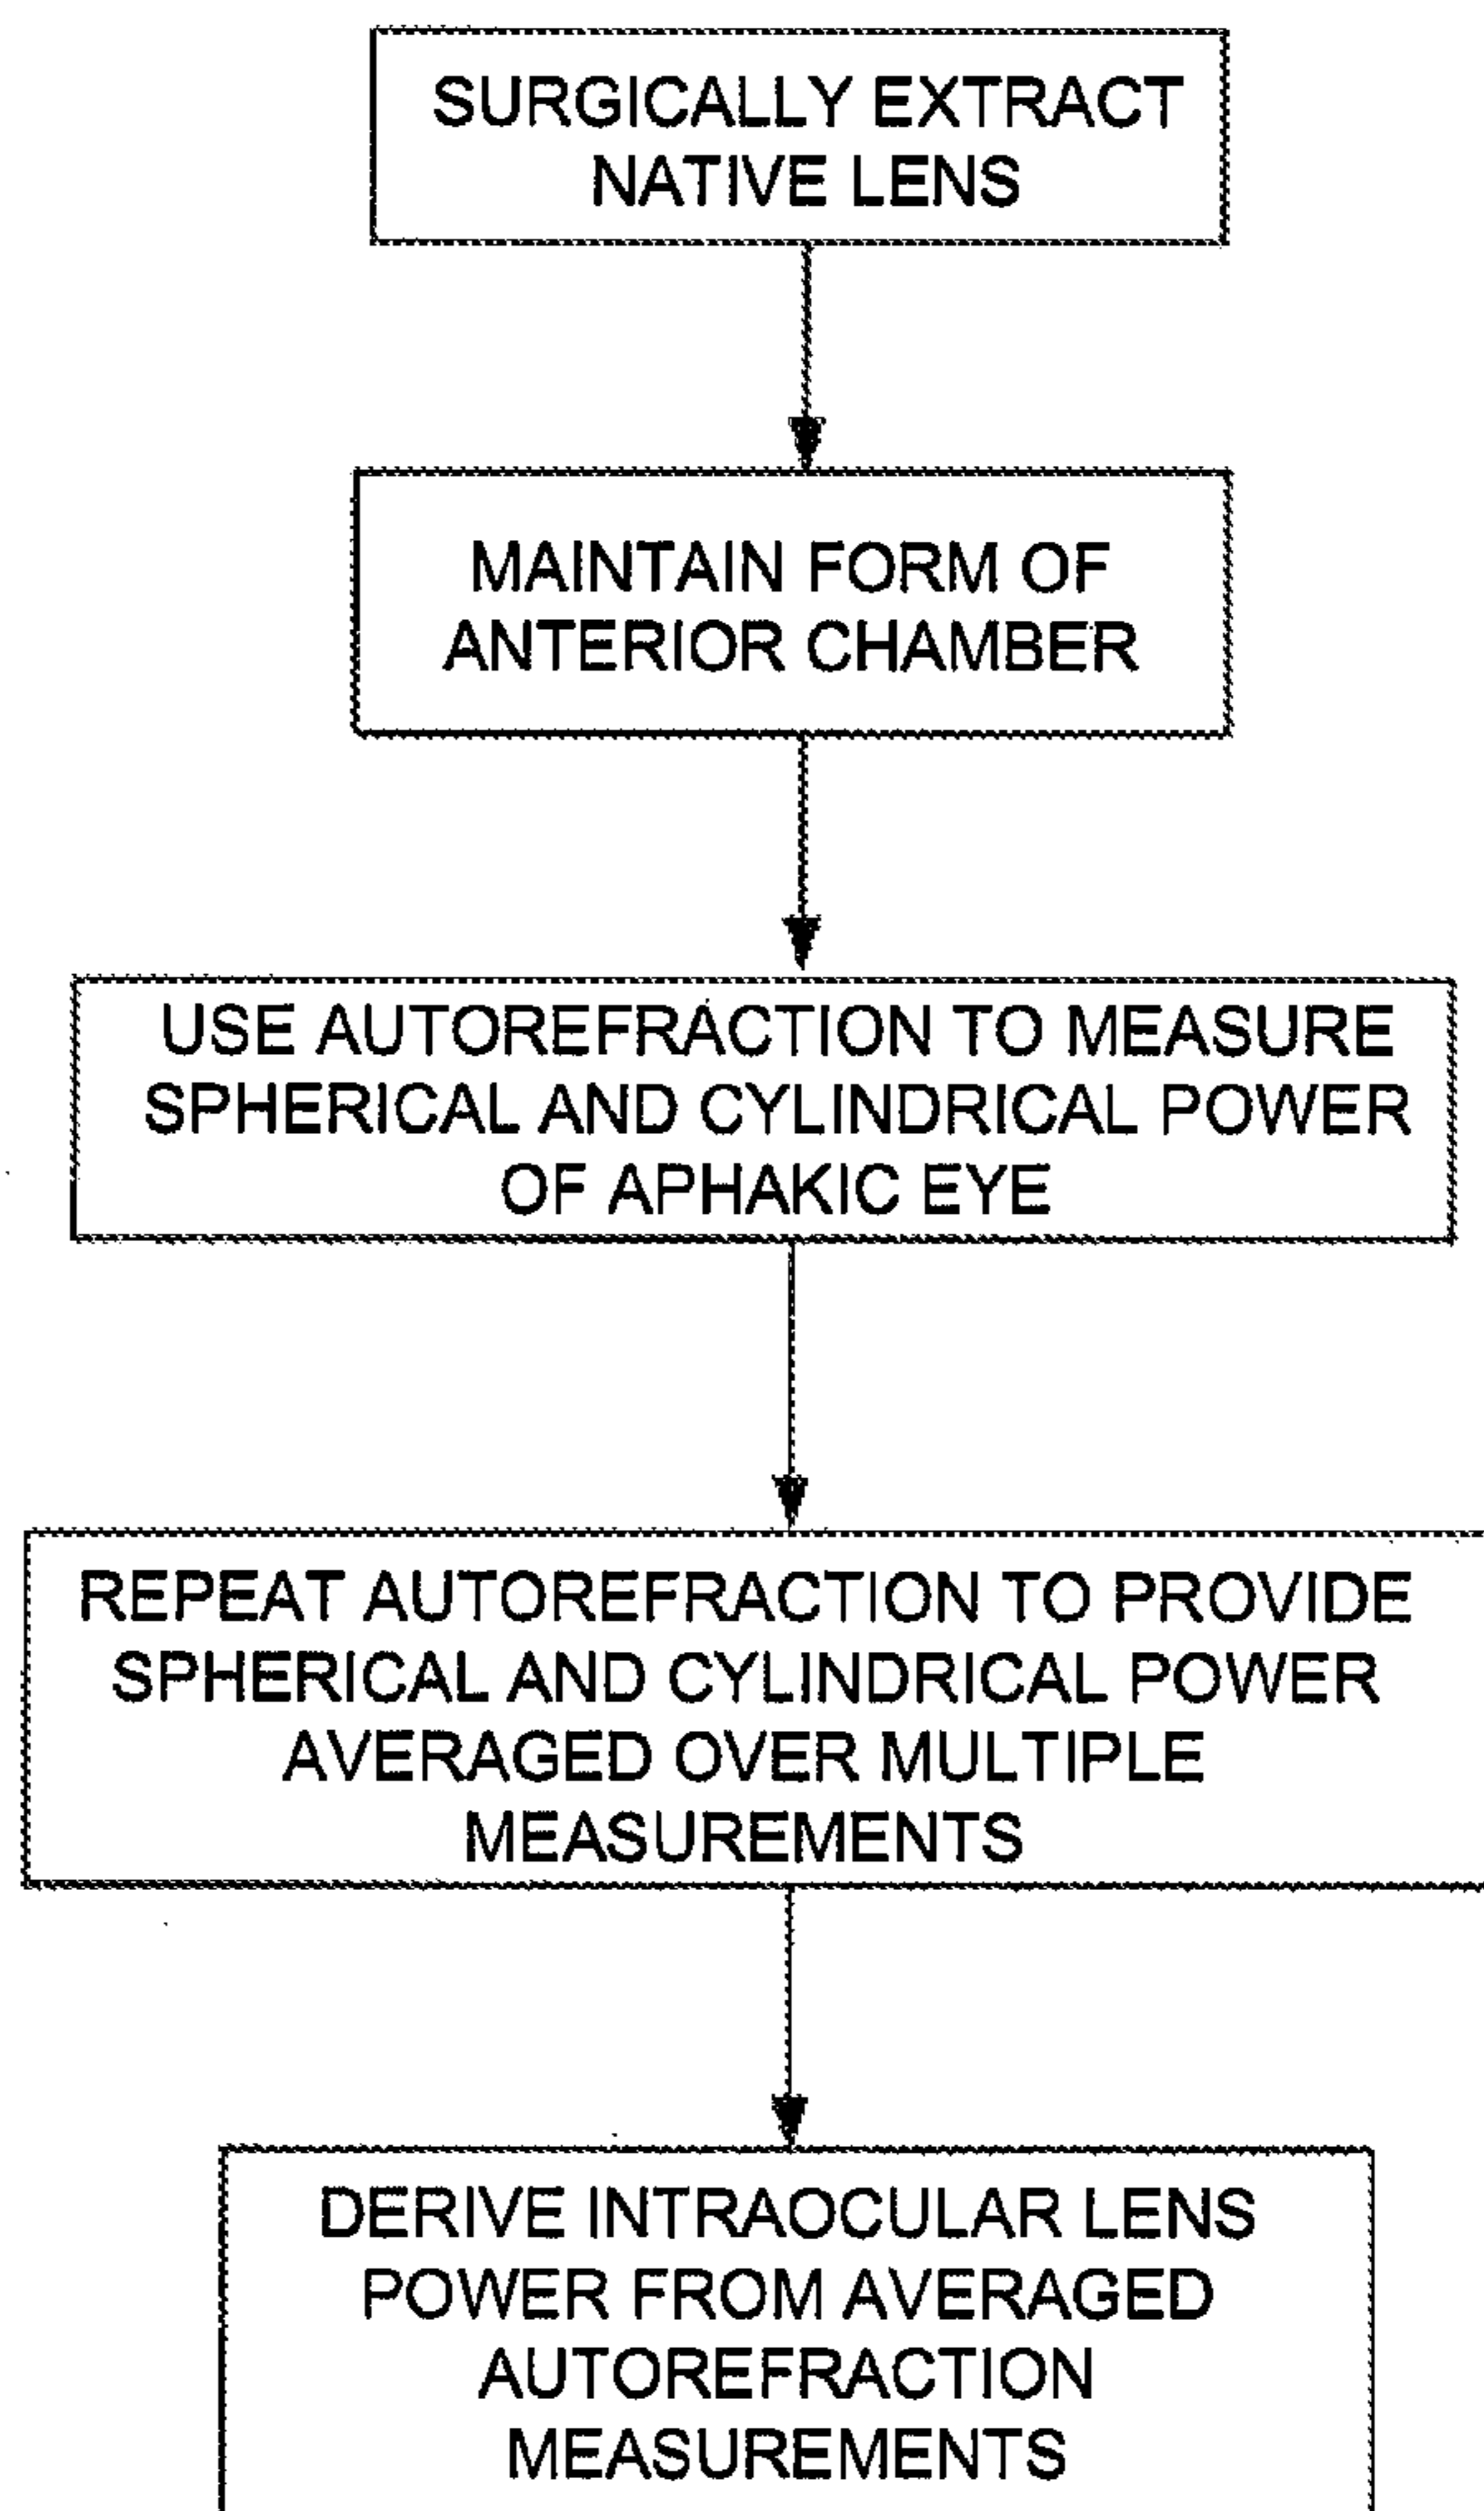 SURGICALLY EXTRACT
NATIVE LENS
MAINTAIN FORM OF
ANTERIOR CHAMBER
USE AUTOREFRACTION TO MEASURE
SPHERICAL AND CYLINDRICAL POWER
OF APHAKIC EYE
REPEAT AUTOREFRACTION TO PROVIDE
SPHERICAL AND CYLINDRICAL POWER
AVERAGED OVER MULTIPLE
MEASUREMENTS
DERIVE INTRAOCULAR LENS
POWER FROM AVERAGED
AUTOREFRACTION
MEASUREMENTS